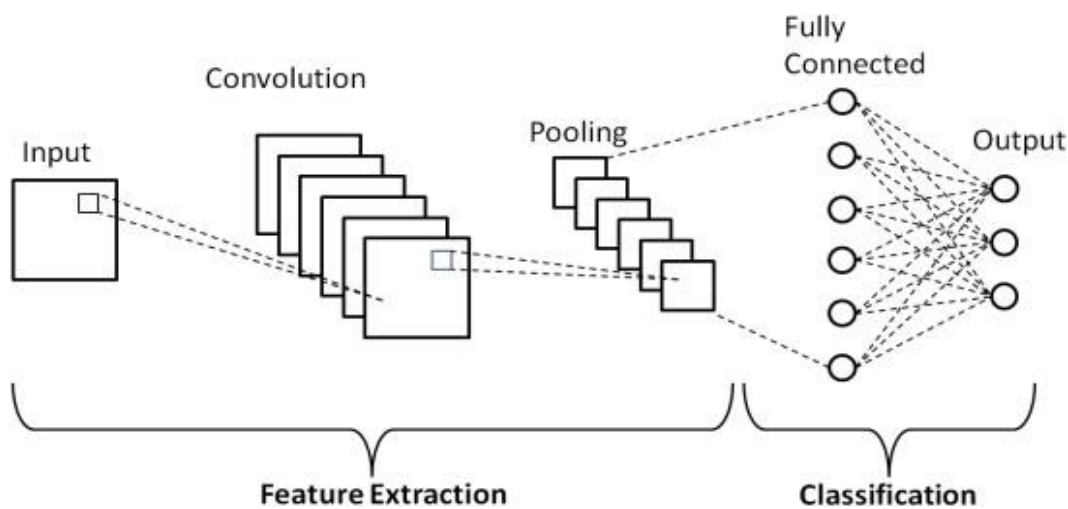 Input
Convolution
Pooling
Fully
Connected
Output
Feature Extraction
Classification